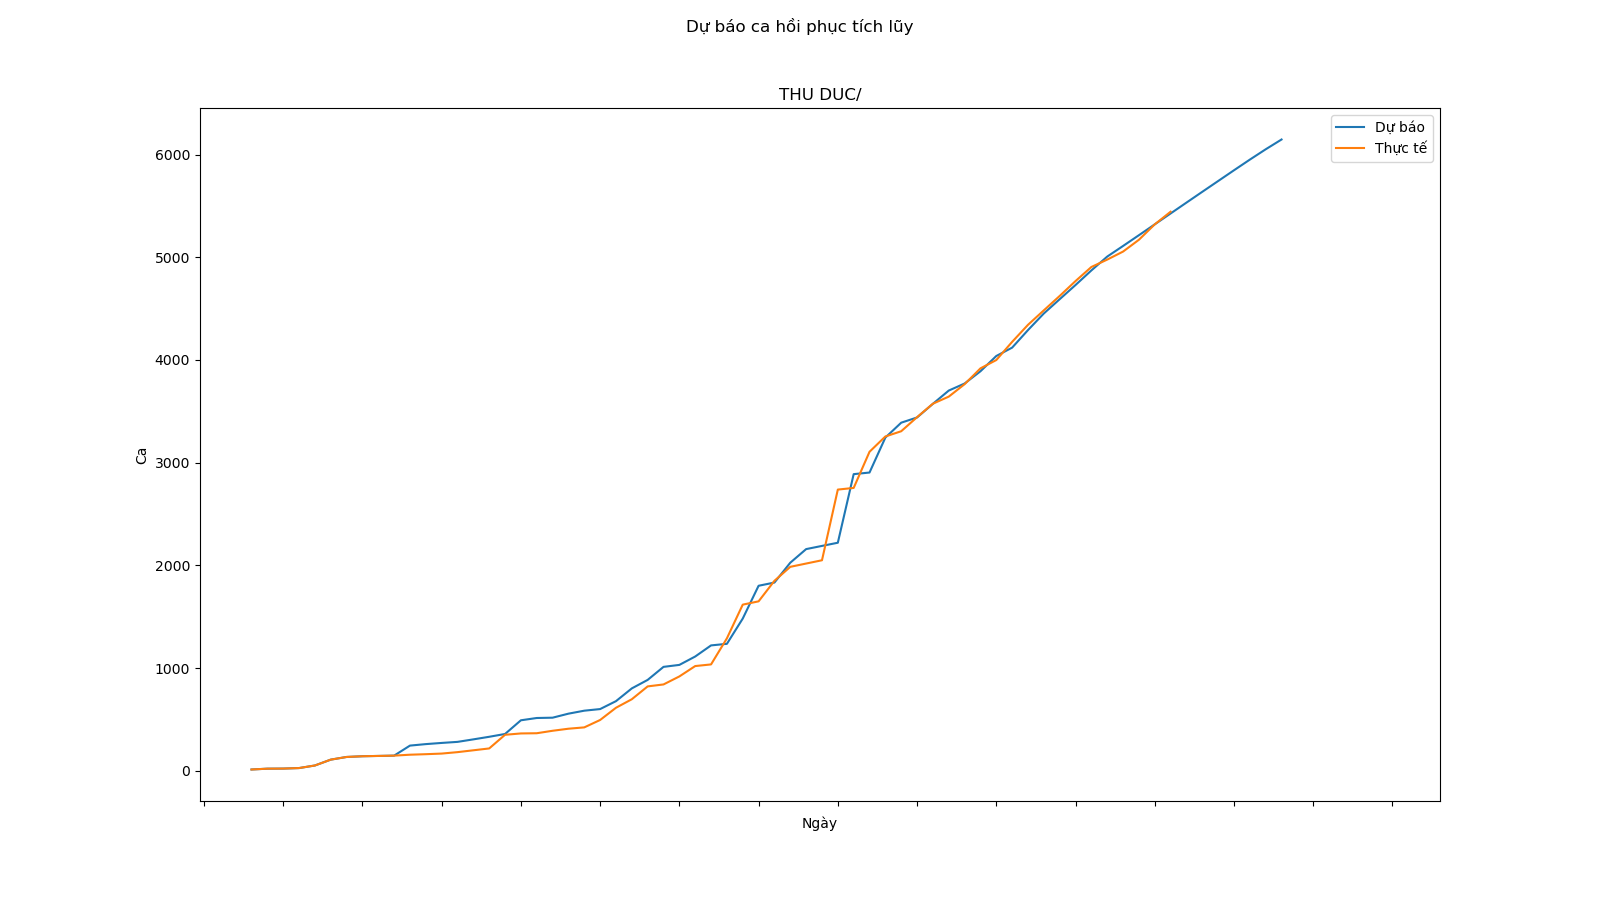 Dự báo ca hồi phục tích lũy
THU DUC/
Dự báo
Thực tế
6000
5000
4000
3000
2000
1000
0
Ca
Ngày